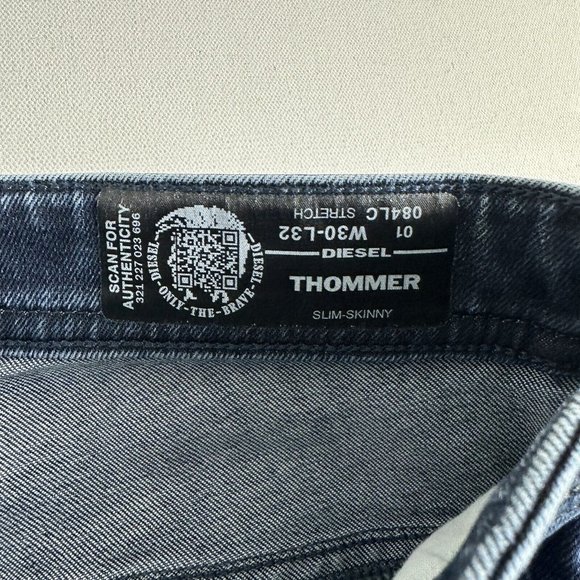 SCAN FOR
AUTHENTICITY
321 227 023 696
DIESEL
ONLY-THE-BRAVE
DIESEL
01 W30-L32
084LC STRETCH
DIESEL
THOMMER
SLIM-SKINNY